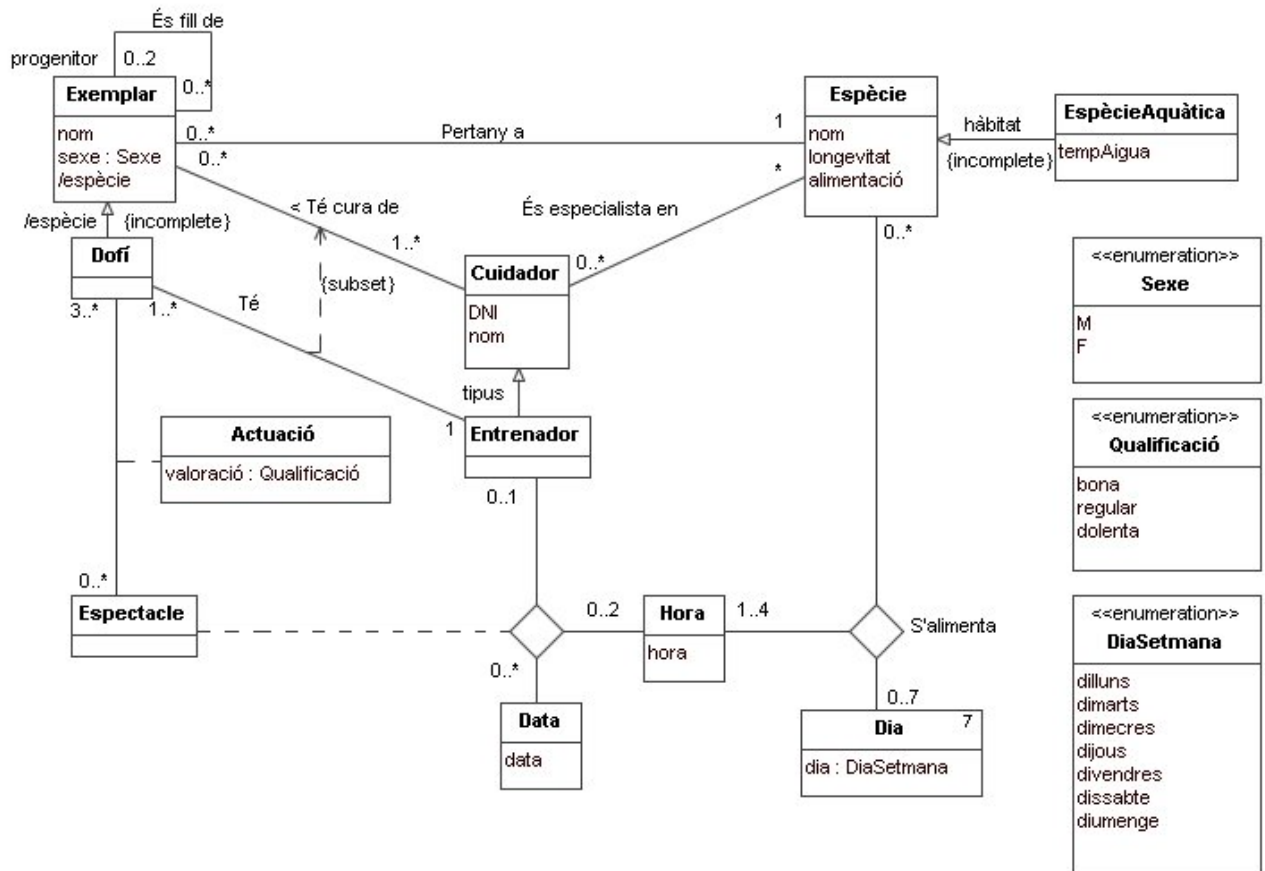 És fill de
progenitor
0..2
0..*
Exemplar
nom
sexe : Sexe
/espècie
0..*
Pertany a
1
Espècie
nom
longevitat
alimentació
hàbitat
{incomplete}
EspècieAquàtica
tempAigua
0..*
< Té cura de
1..*
És especialista en
*
0..*
/espècie
{incomplete}
Dofí
3..*
1..*
Té
{subset}
Cuidador
DNI
nom
tipus
1
Entrenador
0..1
0..*
Actuació
valoració : Qualificació
0..*
Espectacle
0..2
Hora
hora
1..4
S'alimenta
0..*
Data
data
0..7
Dia
7
dia : DiaSetmana
<<enumeration>>
Sexe
M
F
<<enumeration>>
Qualificació
bona
regular
dolenta
<<enumeration>>
DiaSetmana
dilluns
dimarts
dimecres
dijous
divendres
dissabte
diumenge